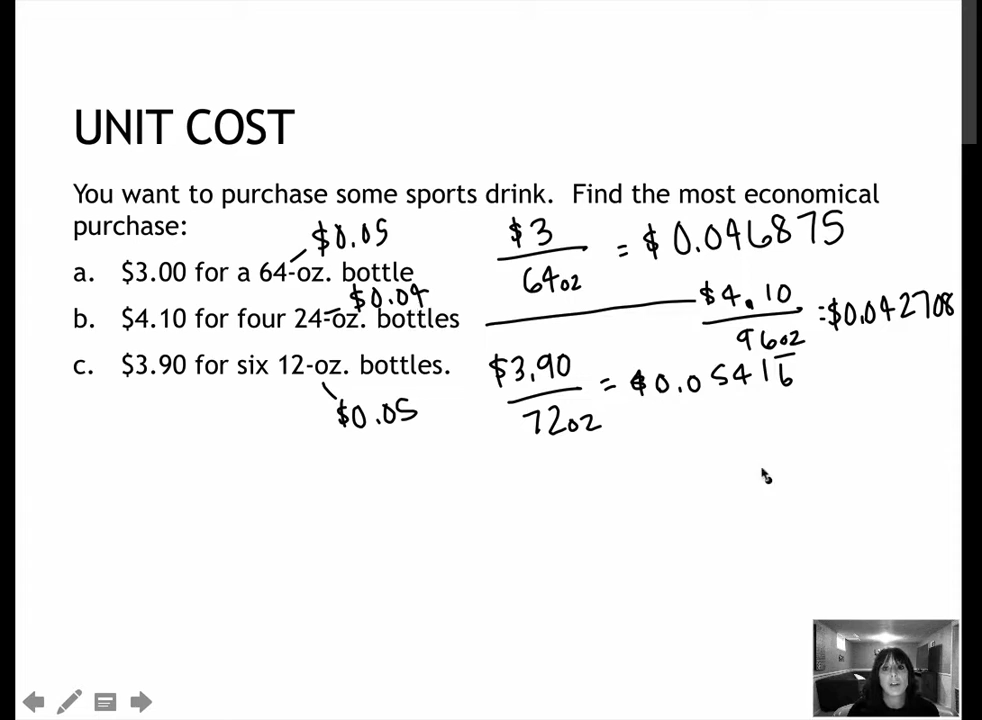 UNIT COST
You want to purchase some sports drink. Find the most economical
purchase:
$0.05
a. $3.00 for a 64-oz. bottle
$0.04
b. $4.10 for four 24-oz. bottles
c. $3.90 for six 12-oz. bottles.
$0.05
$3
64oz
= $0.046875
$4.10
96oz
=$0.042708
$3.90
72oz
= $0.05416̅